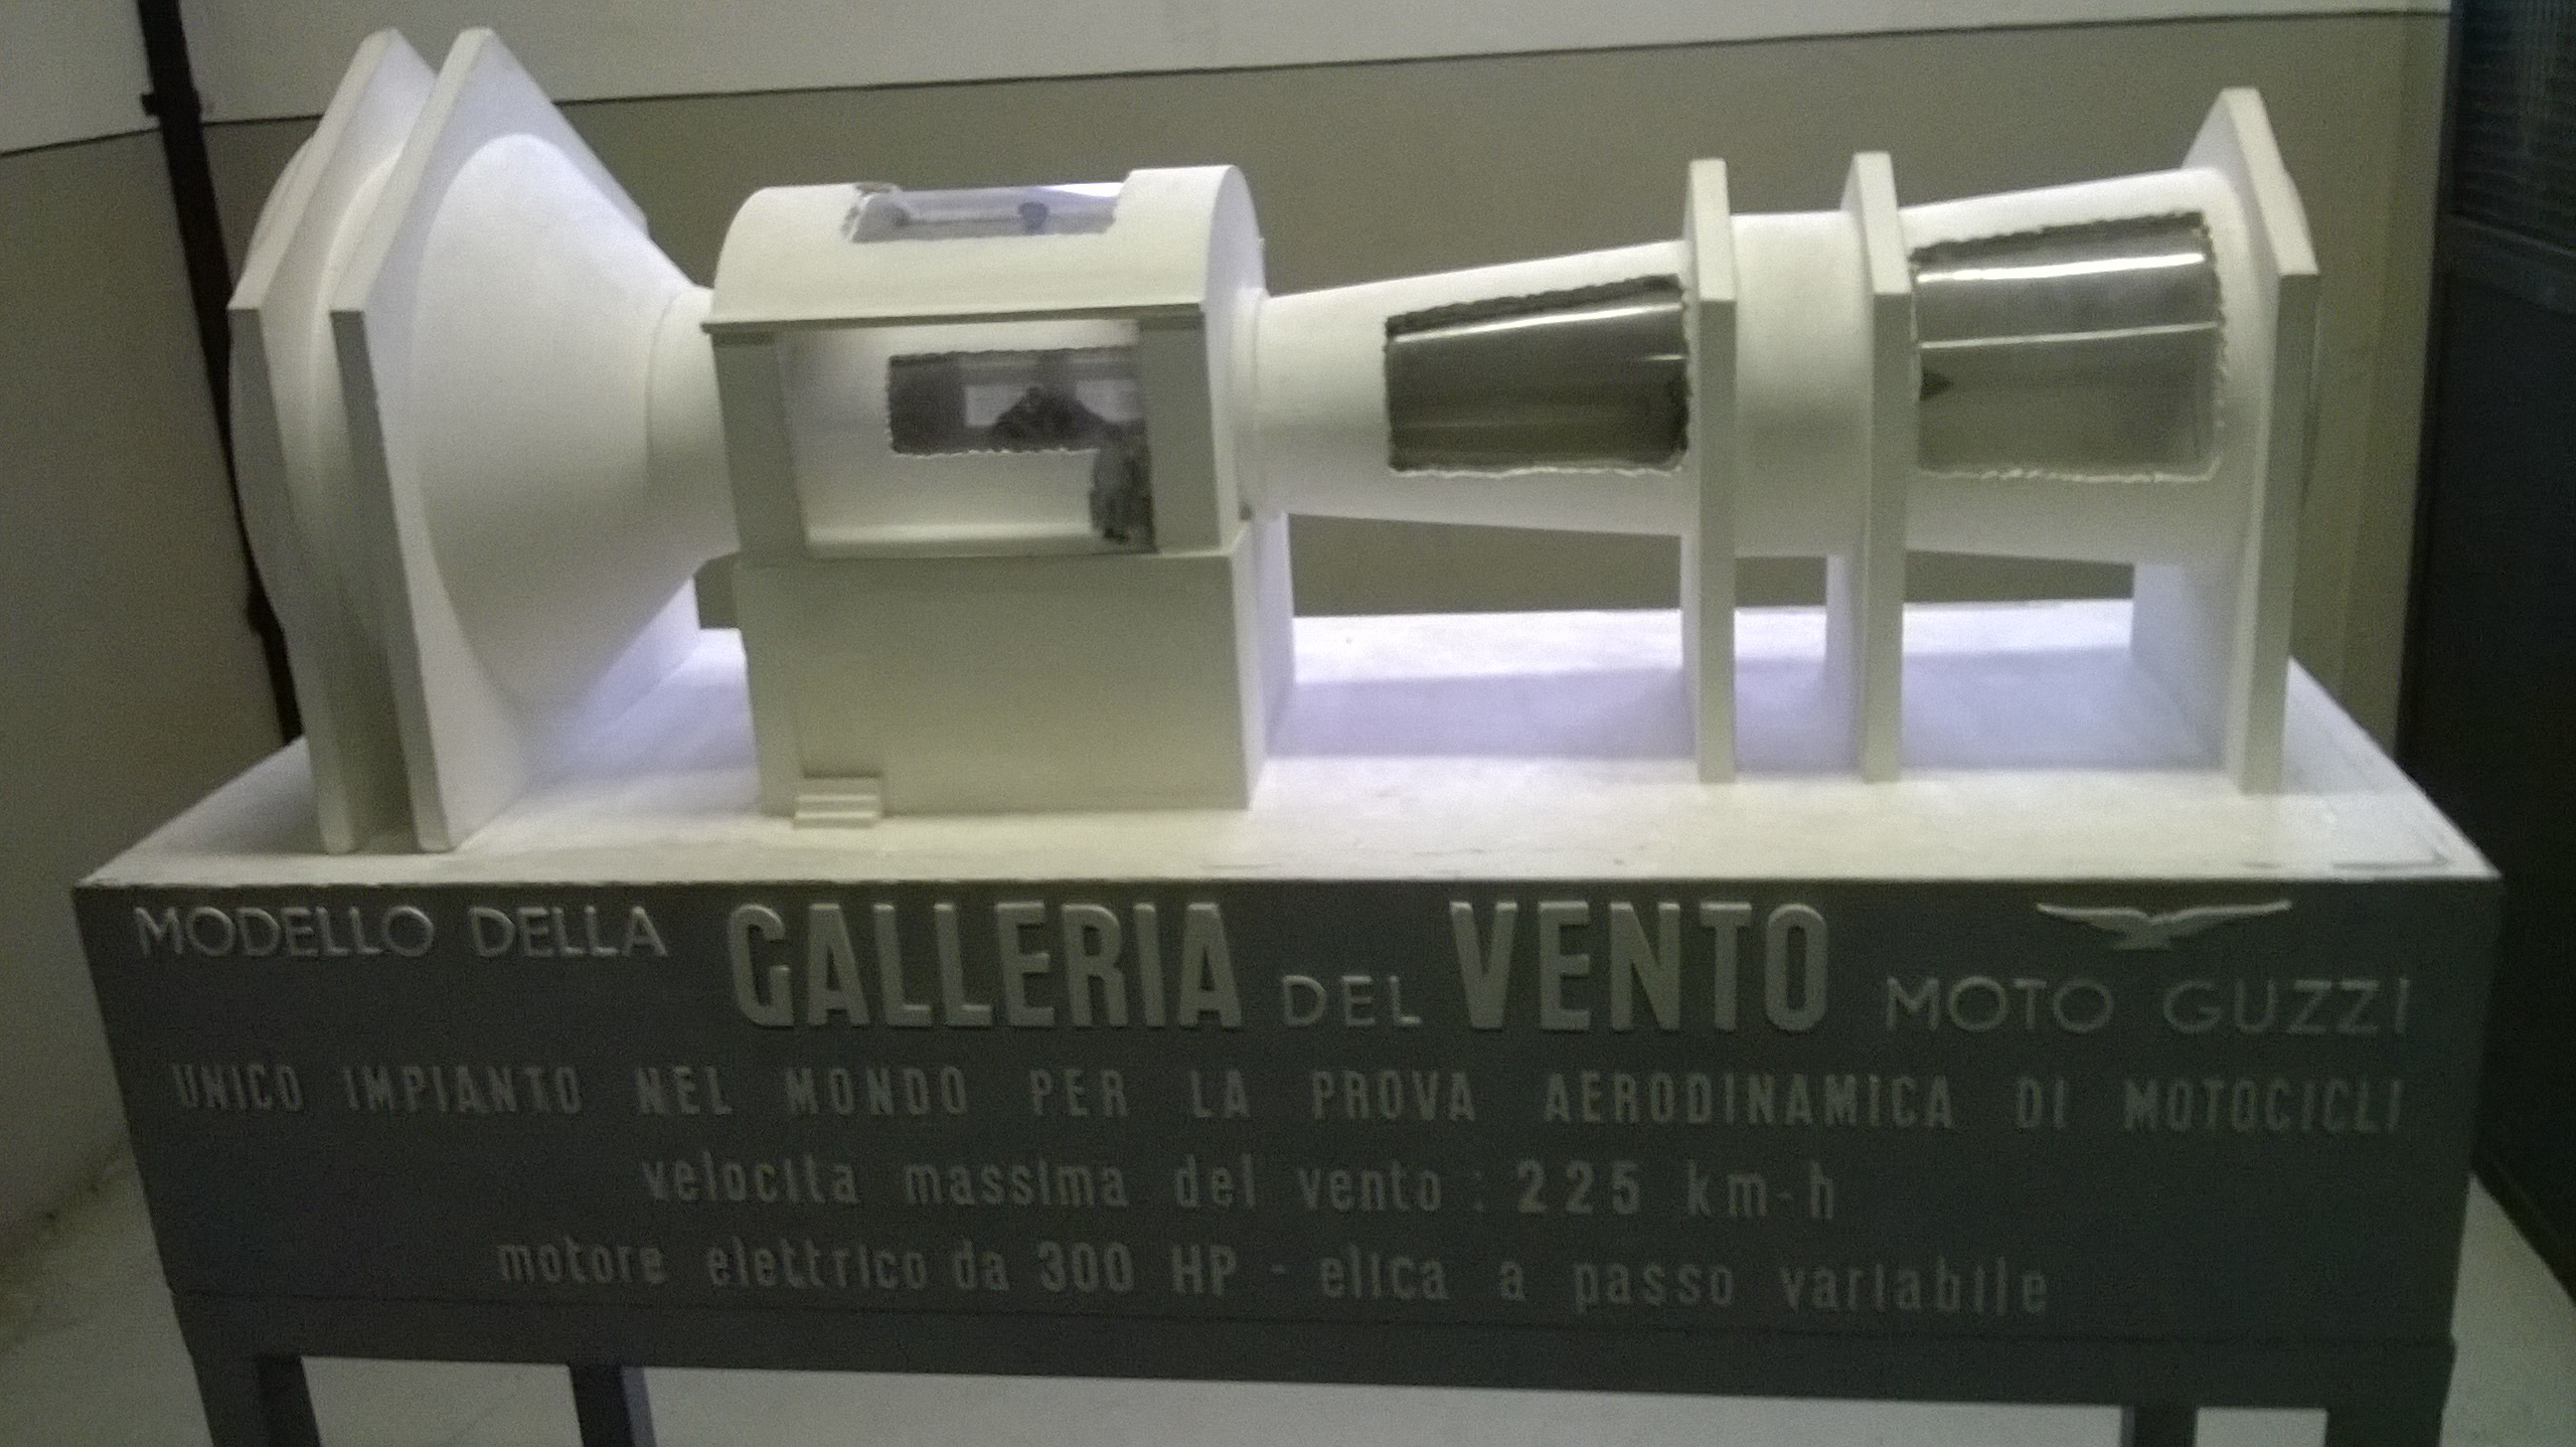 MODELLO DELLA GALLERIA DEL VENTO MOTO GUZZI
UNICO IMPIANTO NEL MONDO PER LA PROVA AERODINAMICA DI MOTOCICLI
velocita massima del vento : 225 km-h
motore elettrico da 300 HP - elica a passo variabile